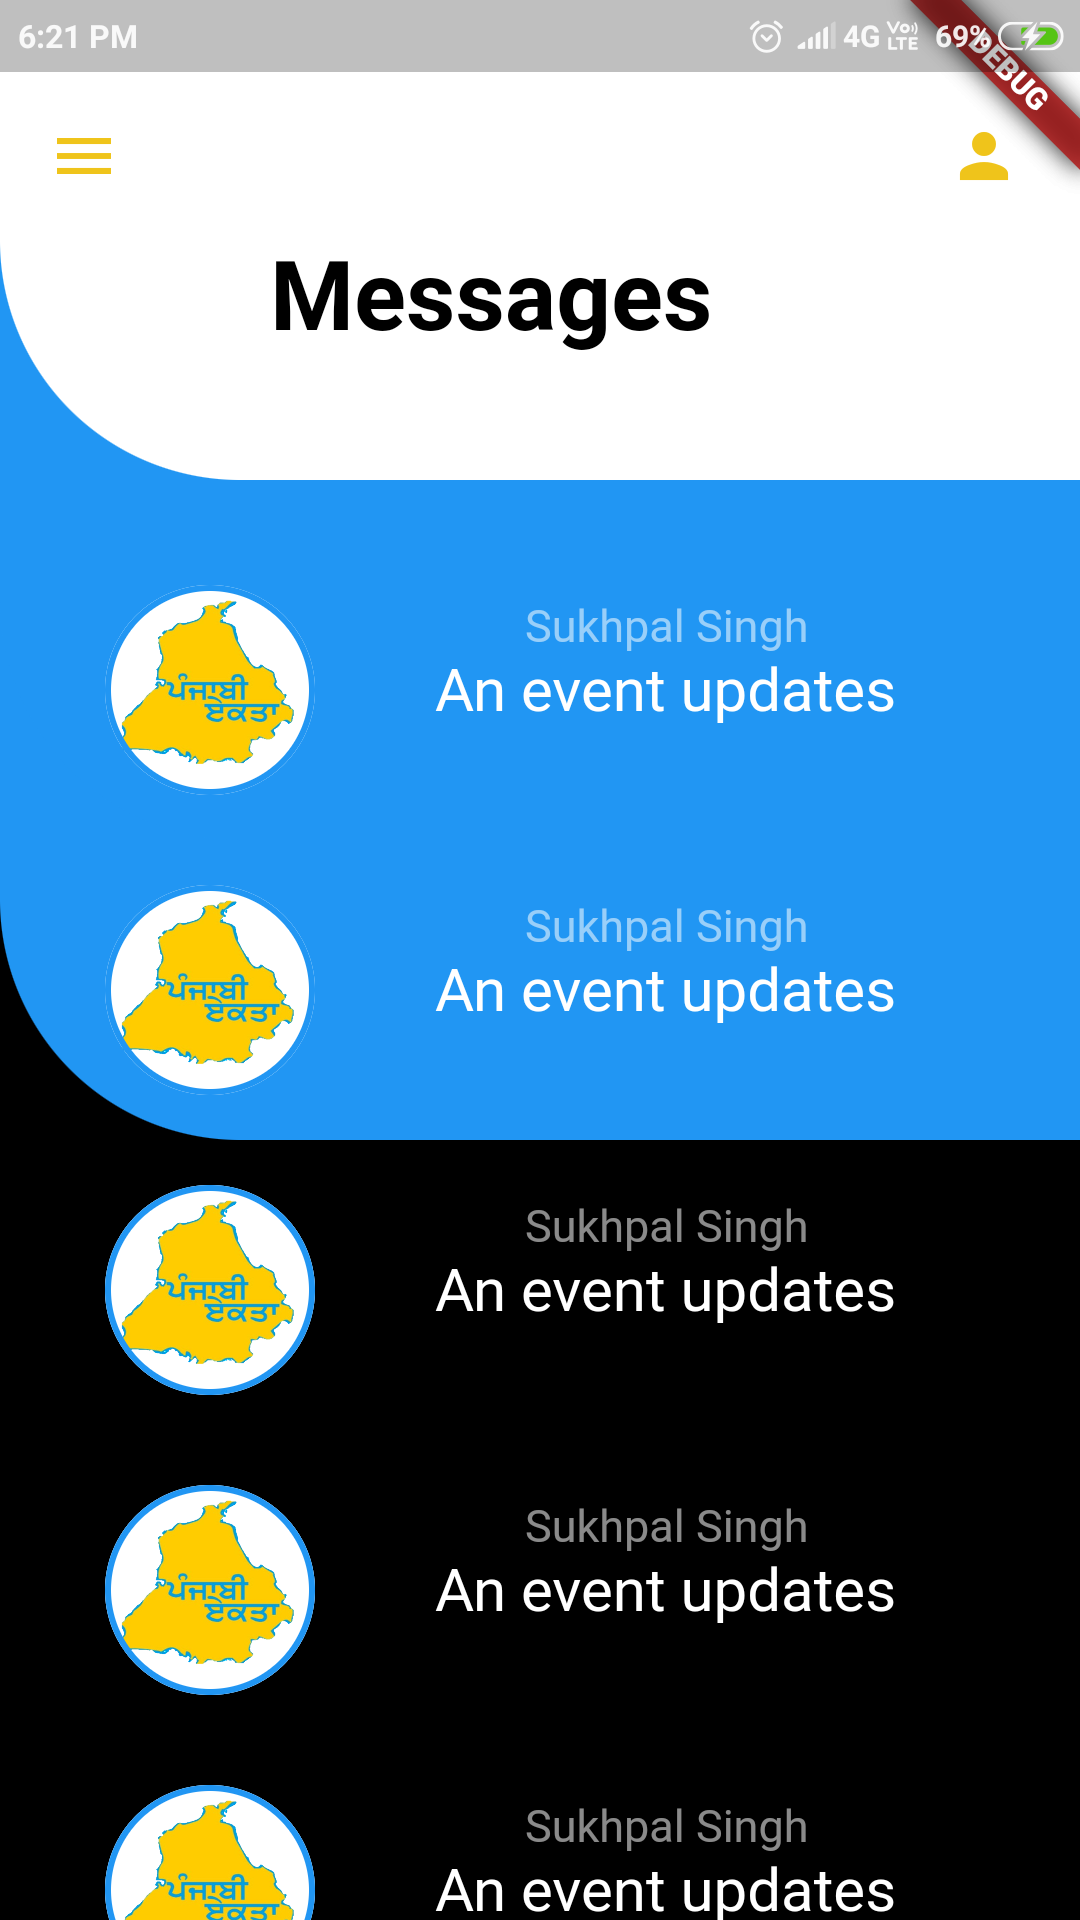 6:21 PM
4G Vo)) LTE 69%
DEBUG
Messages
Sukhpal Singh
An event updates
ਪੰਜਾਬੀ
ਏਕਤਾ
Sukhpal Singh
An event updates
ਪੰਜਾਬੀ
ਏਕਤਾ
Sukhpal Singh
An event updates
ਪੰਜਾਬੀ
ਏਕਤਾ
Sukhpal Singh
An event updates
ਪੰਜਾਬੀ
ਏਕਤਾ
Sukhpal Singh
An event updates
ਪੰਜਾਬੀ
ਏਕਤਾ